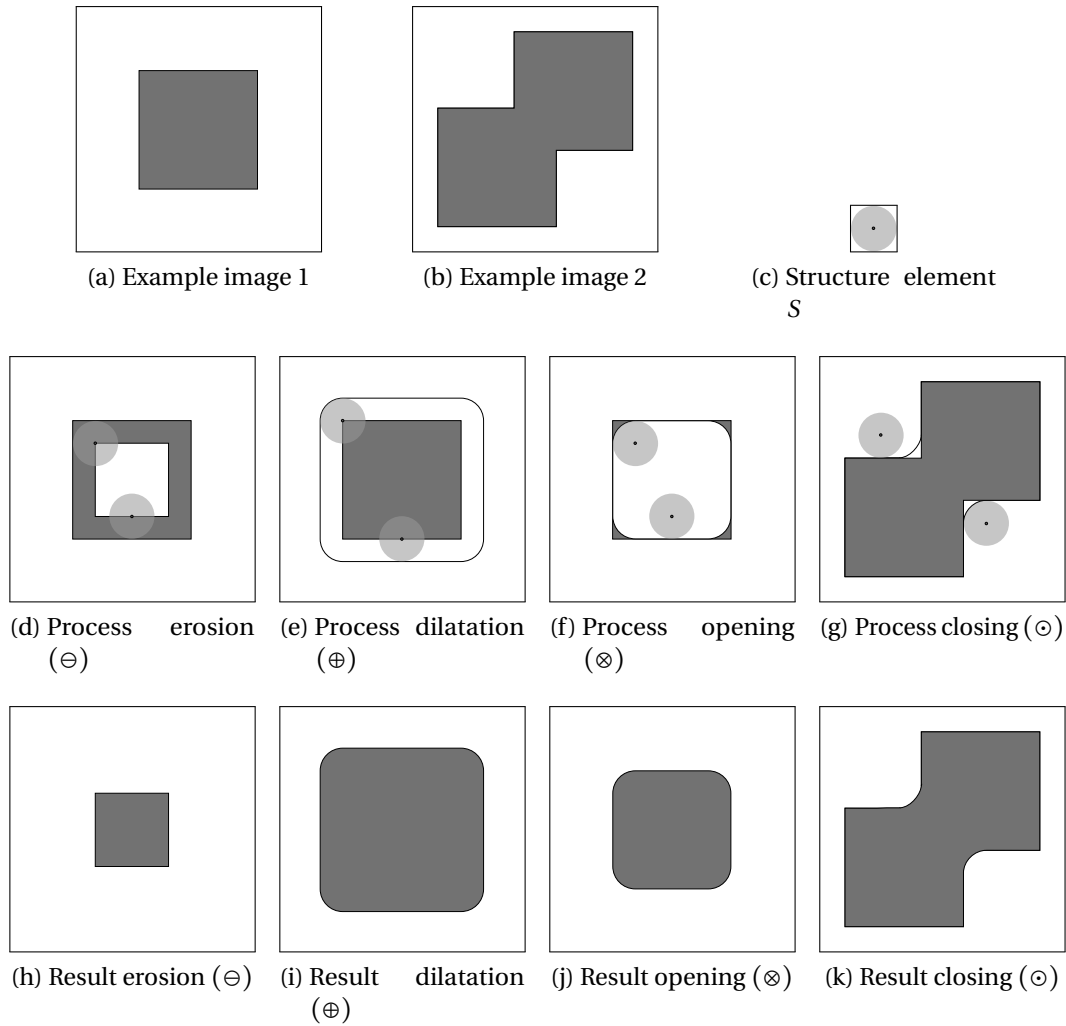 (a) Example image 1
(b) Example image 2
(c) Structure element
S
(d) Process erosion
(⊖)
(e) Process dilatation
(⊕)
(f) Process opening
(⊗)
(g) Process closing (⊙)
(h) Result erosion (⊖)
(i) Result dilatation
(⊕)
(j) Result opening (⊗)
(k) Result closing (⊙)